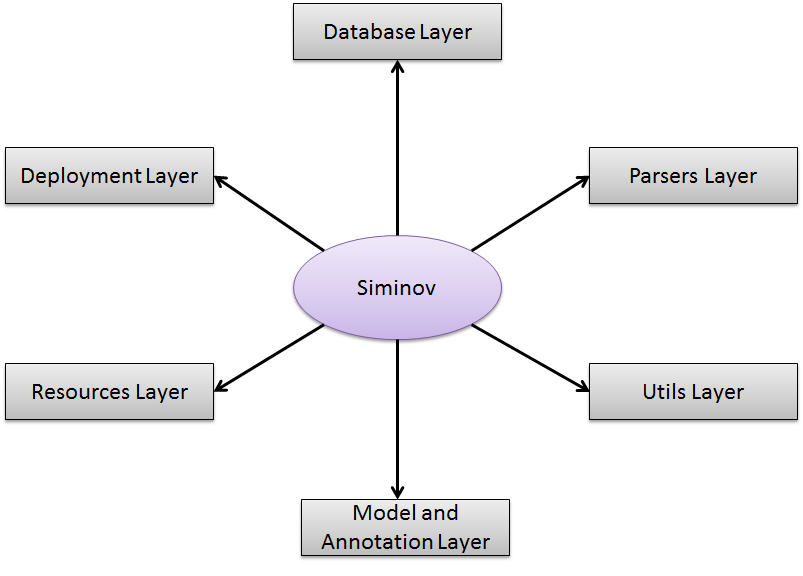 Database Layer
Deployment Layer
Parsers Layer
Siminov
Resources Layer
Utils Layer
Model and
Annotation Layer